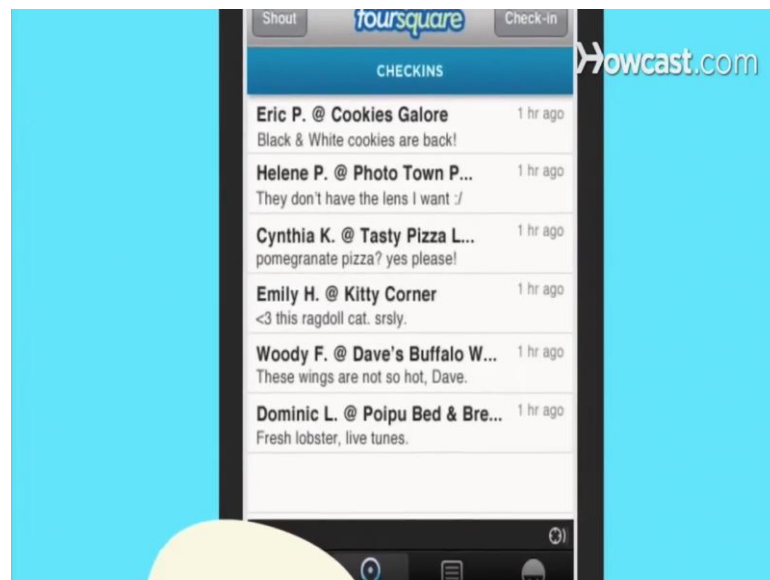 Shout
foursquare
Check-in
Howcast.com
CHECKINS
Eric P. @ Cookies Galore 1 hr ago
Black & White cookies are back!
Helene P. @ Photo Town P... 1 hr ago
They don't have the lens I want :/
Cynthia K. @ Tasty Pizza L... 1 hr ago
pomegranate pizza? yes please!
Emily H. @ Kitty Corner 1 hr ago
<3 this ragdoll cat. srsly.
Woody F. @ Dave's Buffalo W... 1 hr ago
These wings are not so hot, Dave.
Dominic L. @ Poipu Bed & Bre... 1 hr ago
Fresh lobster, live tunes.